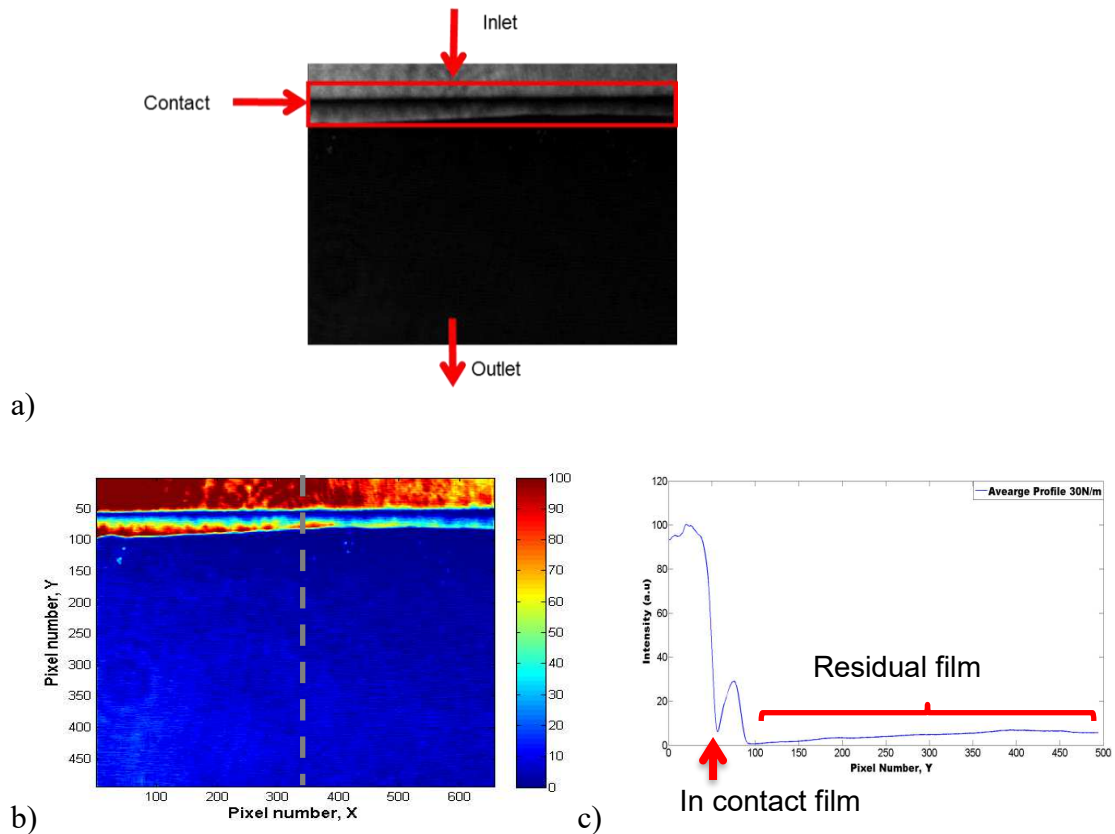 Inlet
Contact
Outlet
a)
50
100
150
200
250
300
350
400
450
Pixel number, Y
100 200 300 400 500 600
Pixel number, X
100
90
80
70
60
50
40
30
20
10
0
b)
120
100
80
60
40
20
0
Intensity (a.u)
Avearge Profile 30N/m
Residual film
0 50 100 150 200 250 300 350 400 450 500
Pixel Number, Y
In contact film
c)